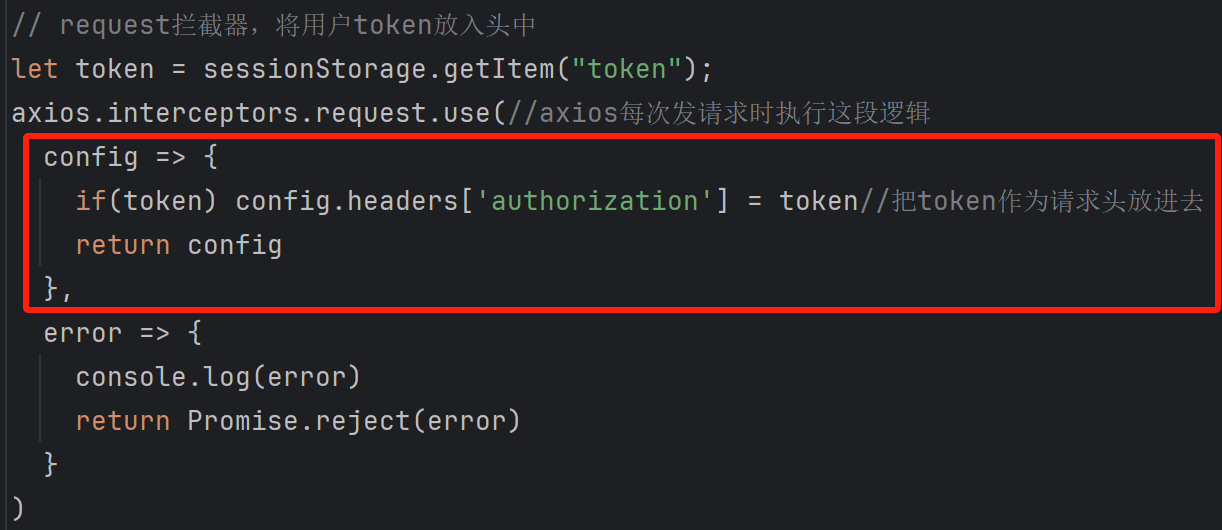 // request拦截器，将用户token放入头中
let token = sessionStorage.getItem("token");
axios.interceptors.request.use(//axios每次发请求时执行这段逻辑
  config => {
    if(token) config.headers['authorization'] = token//把token作为请求头放进去
    return config
  },
  error => {
    console.log(error)
    return Promise.reject(error)
  }
)